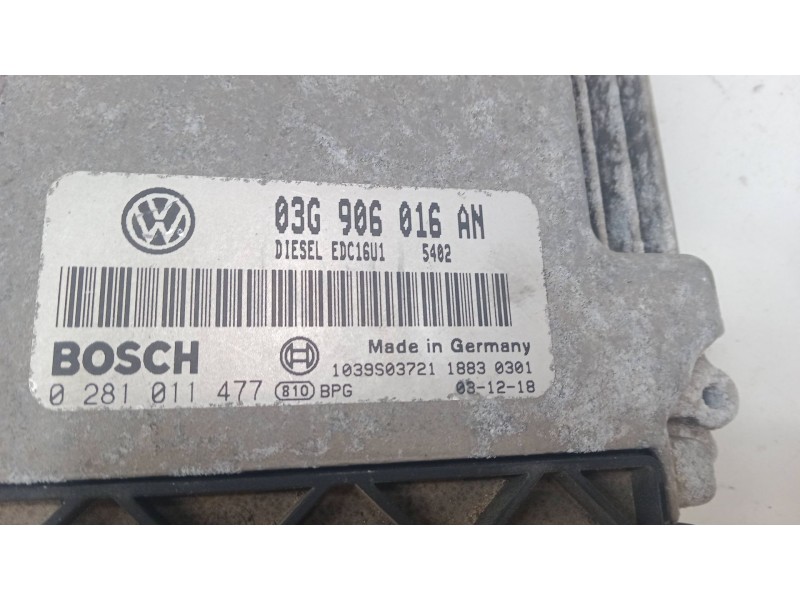 VW
03G 906 016 AN
DIESEL EDC16U1 5402
BOSCH
Made in Germany
1039S03721 1883 0301
0 281 011 477 810 BPG 03-12-18